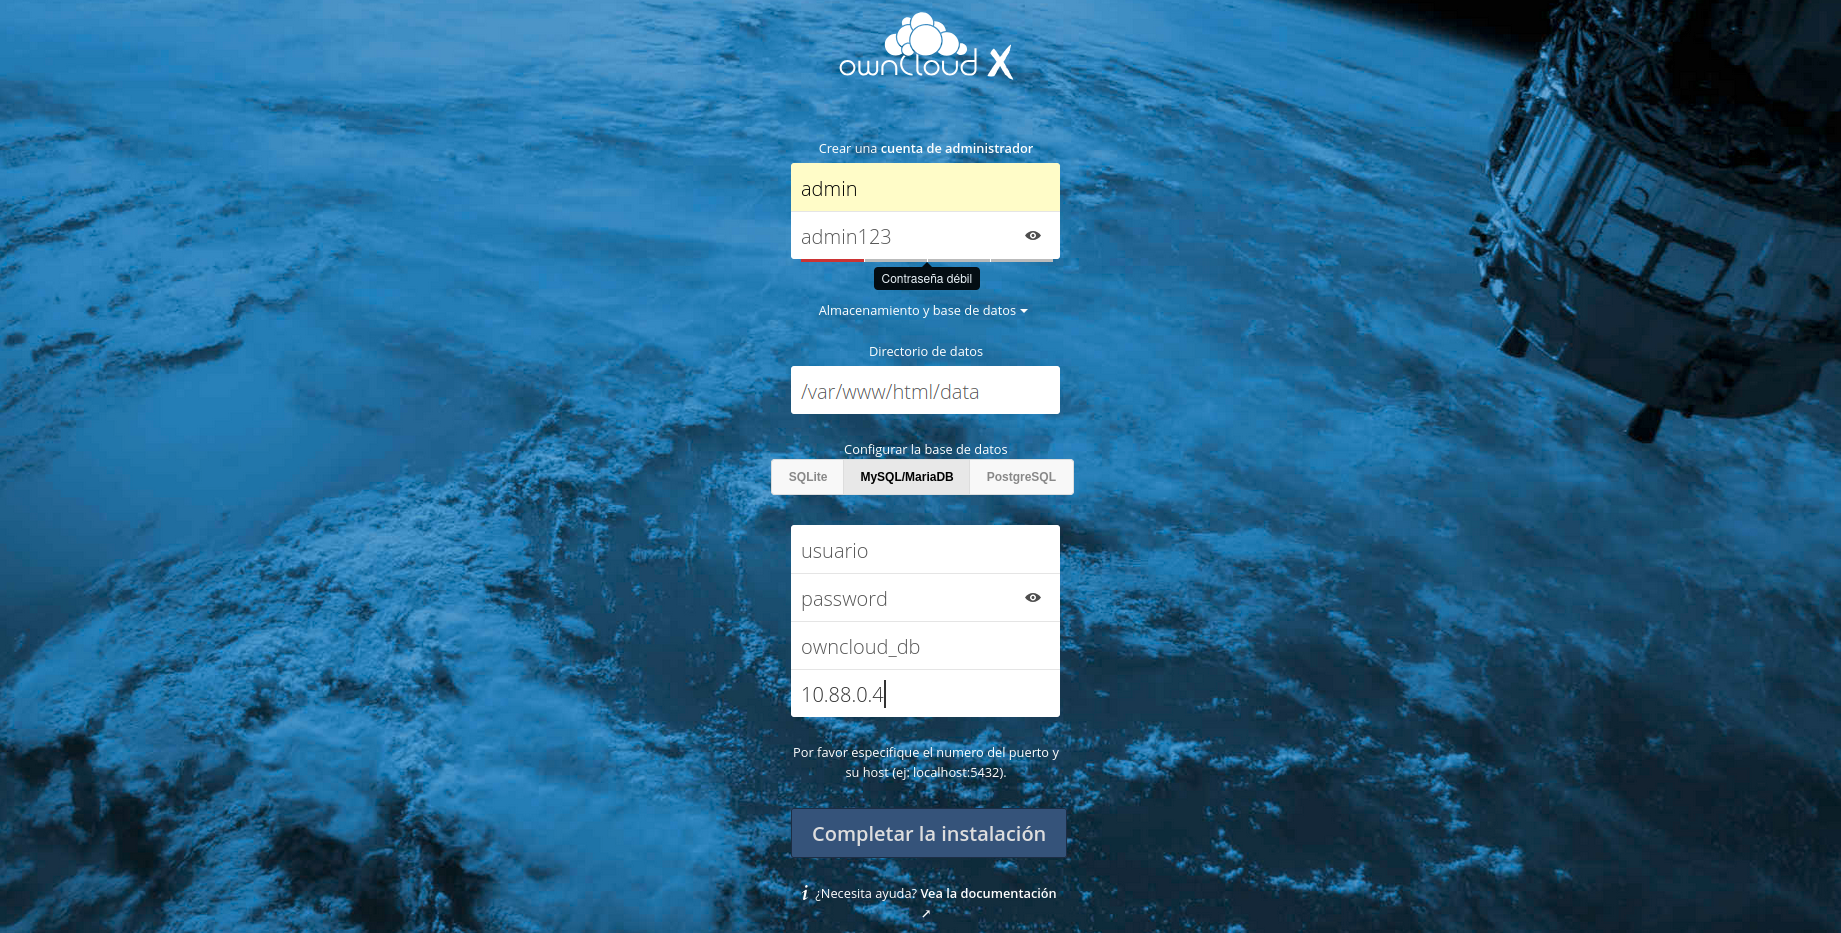 ownCloud X
Crear una cuenta de administrador
admin
admin123
Contraseña débil
Almacenamiento y base de datos
Directorio de datos
/var/www/html/data
Configurar la base de datos
SQLite MySQL/MariaDB PostgreSQL
usuario
password
owncloud_db
10.88.0.4
Por favor especifique el numero del puerto y
su host (ej: localhost:5432).
Completar la instalación
i ¿Necesita ayuda? Vea la documentación
↗